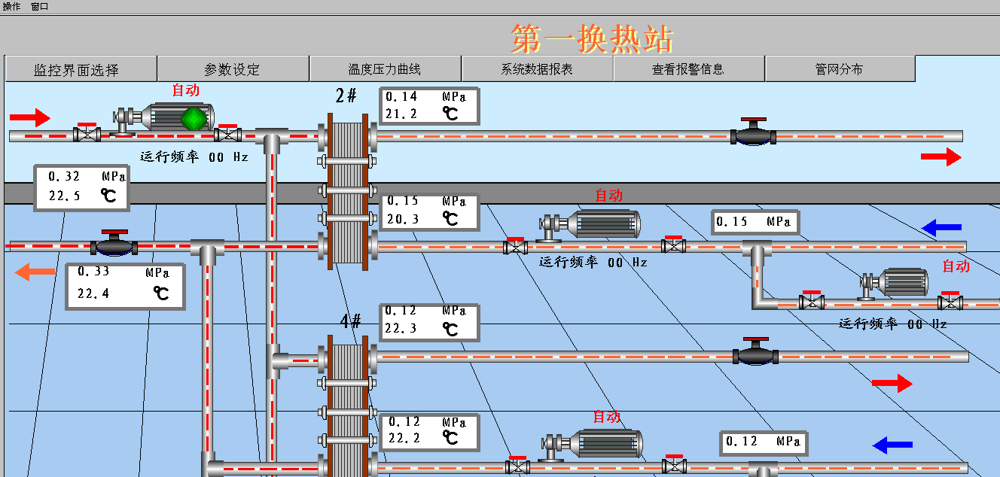 操作 窗口
第一换热站
监控界面选择 参数设定 温度压力曲线 系统数据报表 查看报警信息 管网分布
自动
2#
0.14 MPa
21.2 ℃
运行频率 00 Hz
0.32 MPa
22.5 ℃
自动
0.15 MPa
20.3 ℃
0.15 MPa
运行频率 00 Hz
0.33 MPa
22.4 ℃
自动
运行频率 00 Hz
4#
0.12 MPa
22.3 ℃
自动
0.12 MPa
22.2 ℃
0.12 MPa